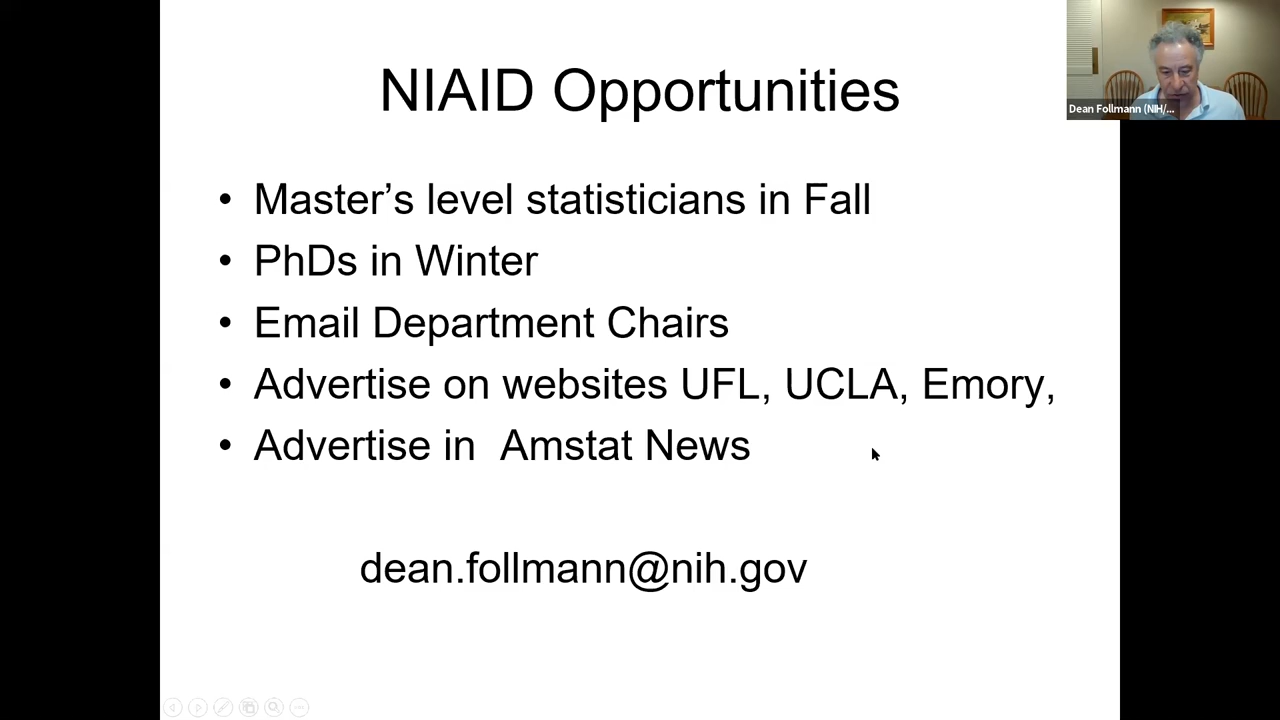 NIAID Opportunities
Dean Follmann (NIH/...
• Master’s level statisticians in Fall
• PhDs in Winter
• Email Department Chairs
• Advertise on websites UFL, UCLA, Emory,
• Advertise in  Amstat News
dean.follmann@nih.gov